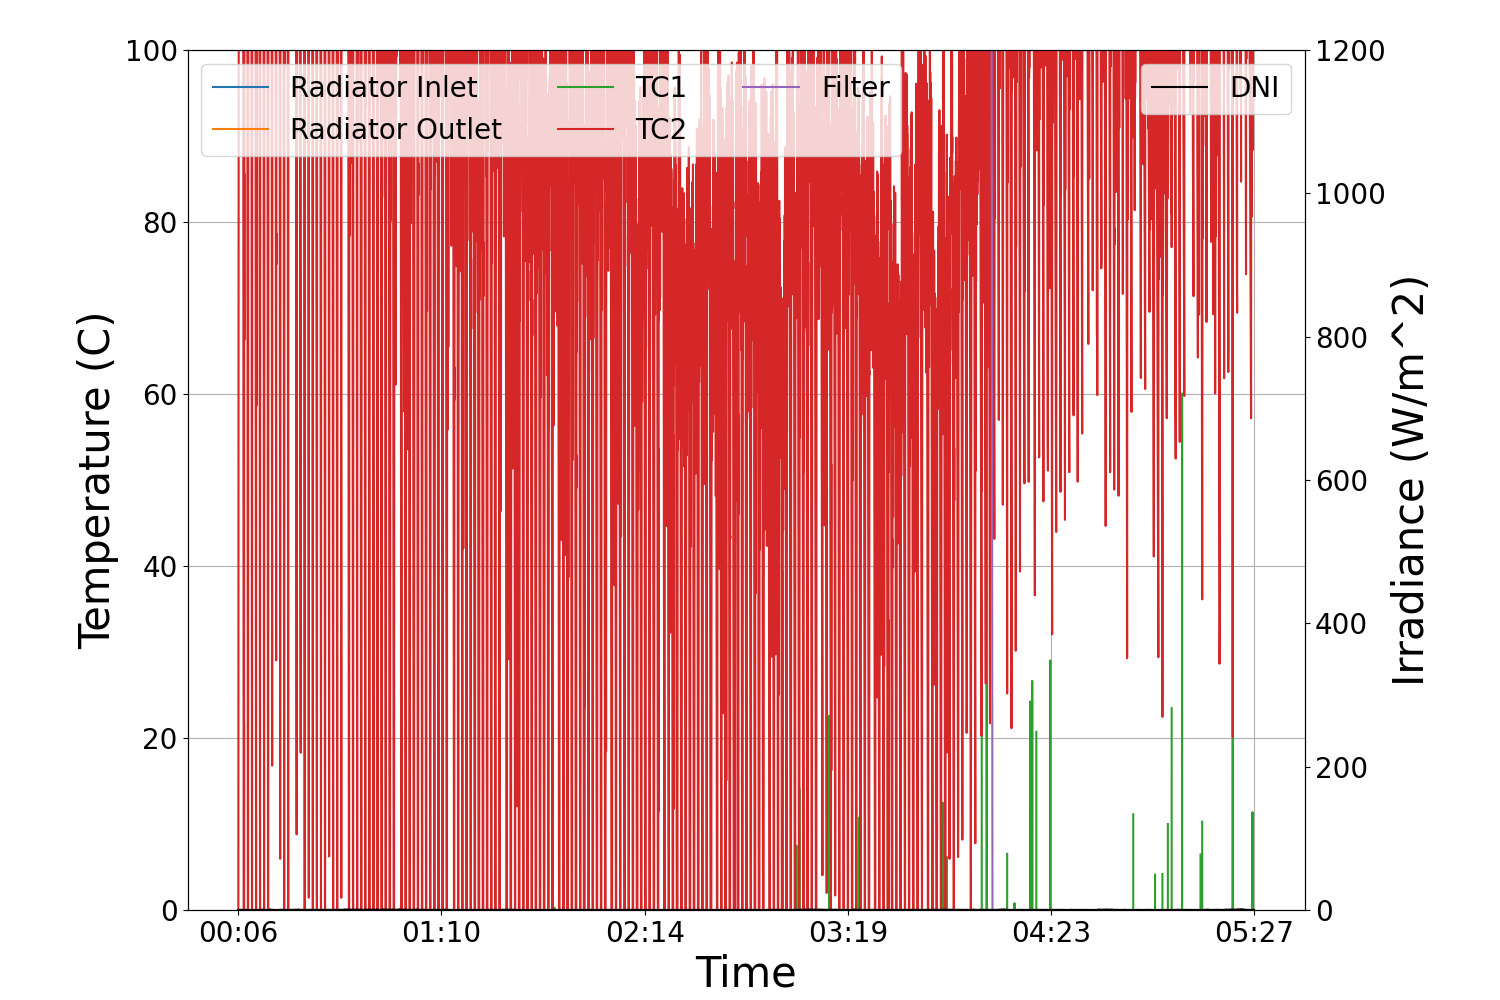 100
80
60
40
20
0
Temperature (C)
Radiator Inlet
Radiator Outlet
TC1
TC2
Filter
DNI
1200
1000
800
600
400
200
0
Irradiance (W/m^2)
00:06 01:10 02:14 03:19 04:23 05:27
Time